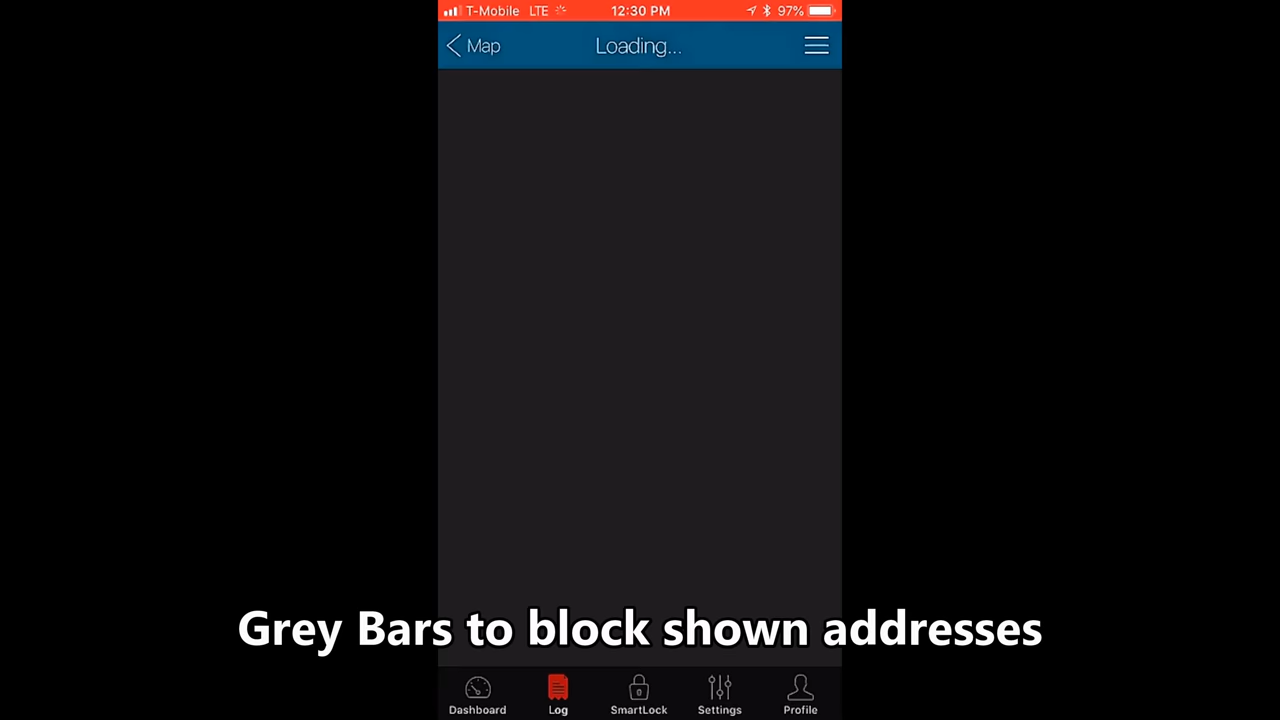 T-Mobile LTE 12:30 PM 97%
Map Loading...
Grey Bars to block shown addresses
Dashboard Log SmartLock Settings Profile